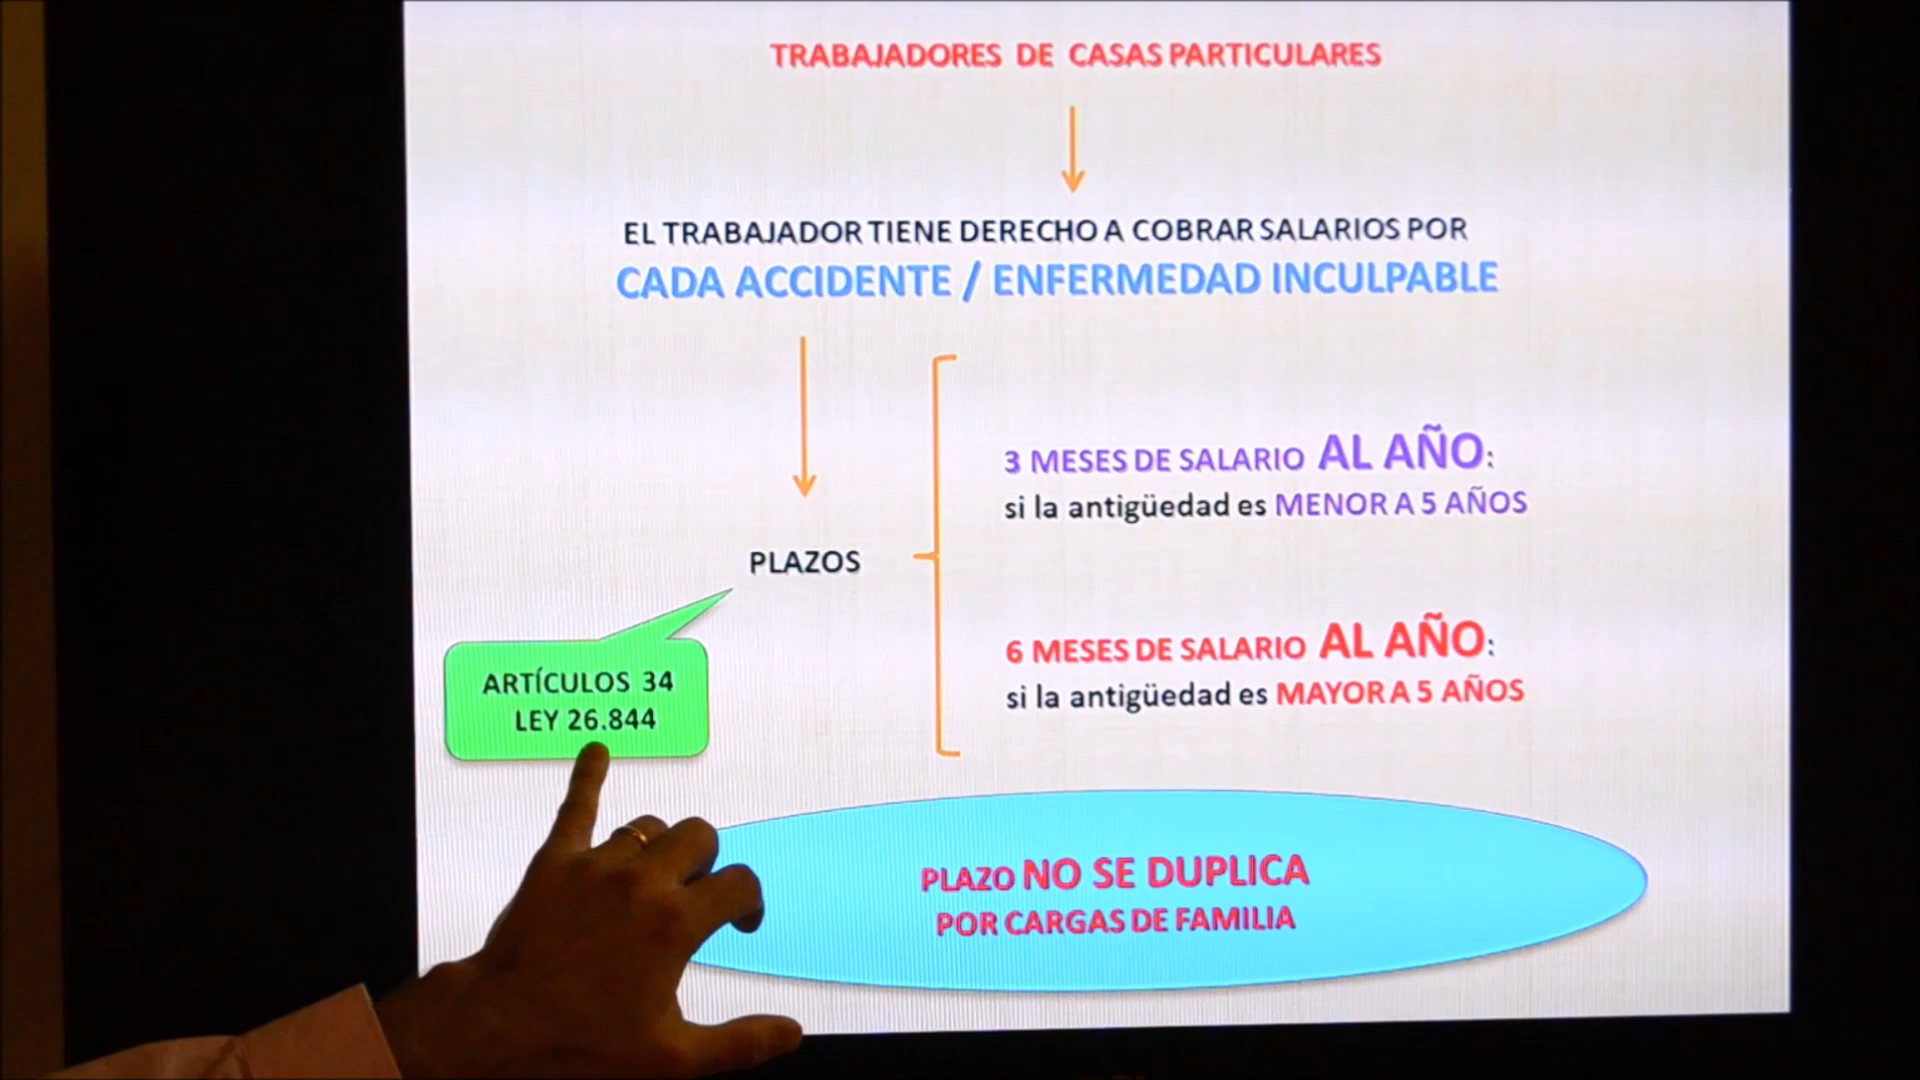 TRABAJADORES DE CASAS PARTICULARES
EL TRABAJADOR TIENE DERECHO A COBRAR SALARIOS POR
CADA ACCIDENTE / ENFERMEDAD INCULPABLE
3 MESES DE SALARIO AL AÑO:
si la antigüedad es MENOR A 5 AÑOS
PLAZOS
6 MESES DE SALARIO AL AÑO:
si la antigüedad es MAYOR A 5 AÑOS
ARTÍCULOS 34
LEY 26.844
PLAZO NO SE DUPLICA
POR CARGAS DE FAMILIA